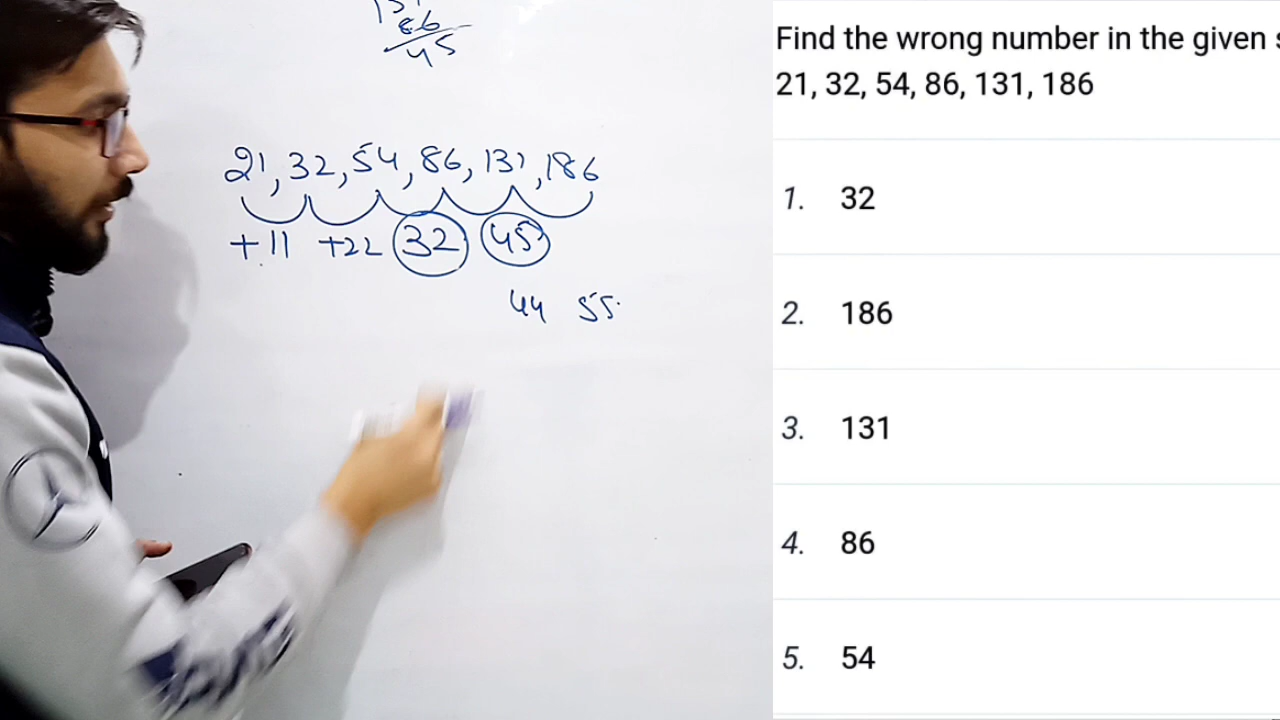 86
45
21, 32, 54, 86, 131, 186
+11 +22 32 45
44 55
Find the wrong number in the given
21, 32, 54, 86, 131, 186
1. 32
2. 186
3. 131
4. 86
5. 54